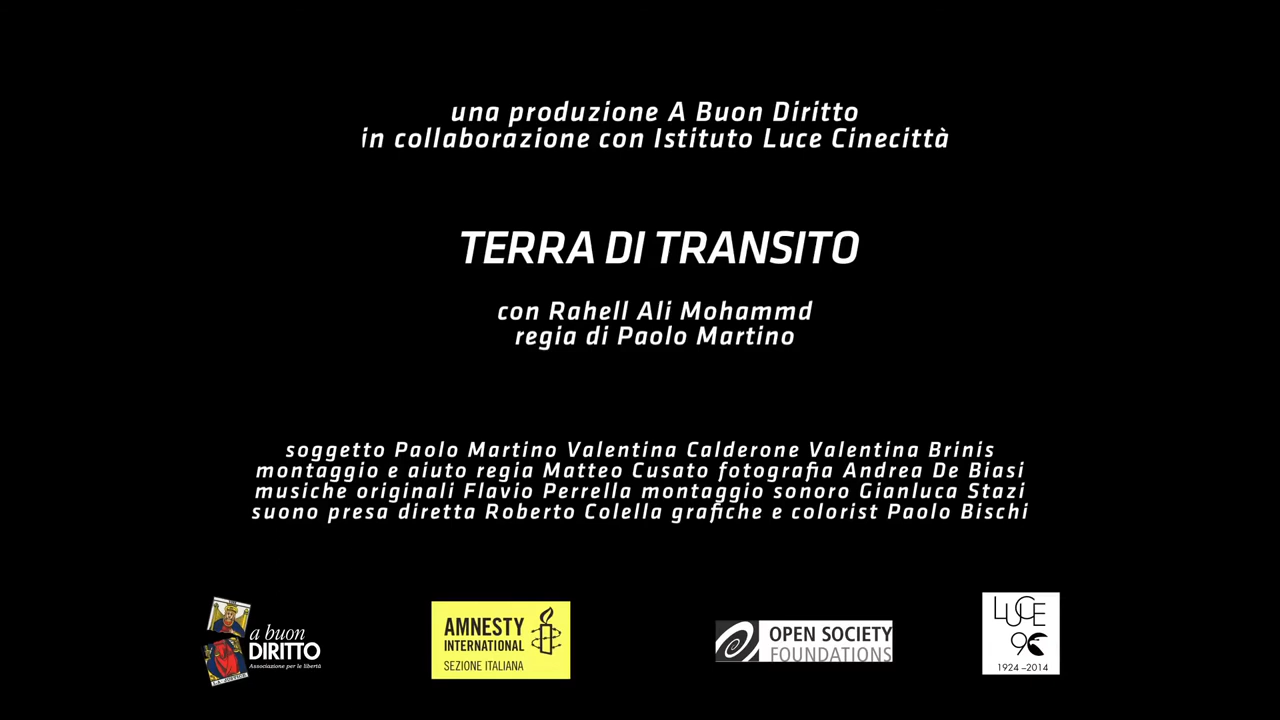 una produzione A Buon Diritto
in collaborazione con Istituto Luce Cinecittà
TERRA DI TRANSITO
con Rahell Ali Mohammd
regia di Paolo Martino
soggetto Paolo Martino Valentina Calderone Valentina Brinis
montaggio e aiuto regia Matteo Cusato fotografia Andrea De Biasi
musiche originali Flavio Perrella montaggio sonoro Gianluca Stazi
suono presa diretta Roberto Colella grafiche e colorist Paolo Bischi
a buon
DIRITTO
Associazione per le libertà
LA JUSTICE
AMNESTY
INTERNATIONAL
SEZIONE ITALIANA
OPEN SOCIETY
FOUNDATIONS
LUCE
90
1924 –2014